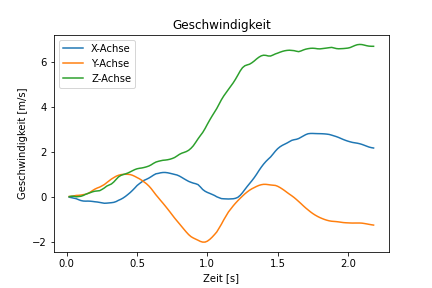 Geschwindigkeit
X-Achse
Y-Achse
Z-Achse
Geschwindigkeit [m/s]
6
4
2
0
−2
0.0 0.5 1.0 1.5 2.0
Zeit [s]